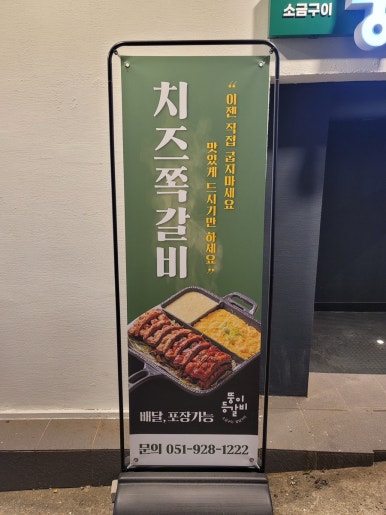 소금구이
“이젠 직접 굽지마세요
맛있게 드시기만 하세요”
치즈쪽갈비
뚱이
등갈비
배달, 포장가능
문의 051-928-1222